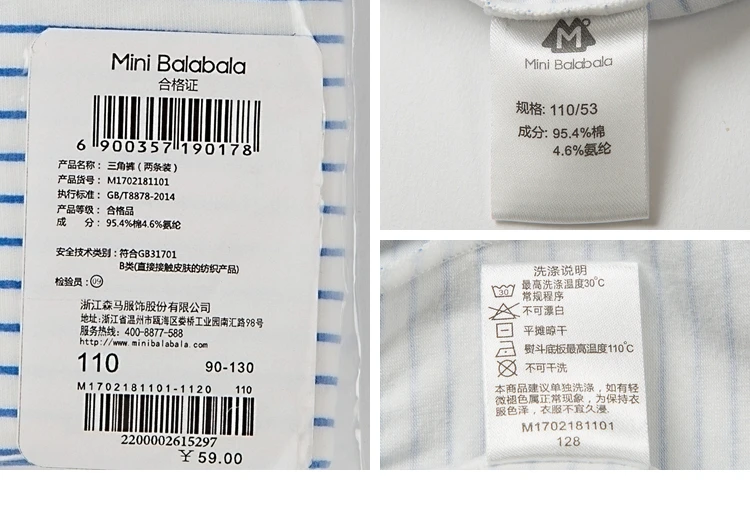 Mini Balabala
合格证
6 900357 190178
产品名称: 三角裤 (两条装)
产品货号: M1702181101
执行标准: GB/T8878-2014
产品等级: 合格品
成 分: 95.4%棉4.6%氨纶
安全技术类别: 符合GB31701
B类(直接接触皮肤的纺织产品)
检验员: 09
浙江森马服饰股份有限公司
地址:浙江省温州市瓯海区娄桥工业园南汇路98号
服务热线: 400-8877-588
http://www.minibalabala.com
110 90-130
M1702181101-1120 110
2200002615297
¥ 59.00
M
Mini Balabala
规格: 110/53
成分: 95.4%棉
4.6%氨纶
洗涤说明
30 最高洗涤温度30°C
常规程序
不可漂白
平摊晾干
熨斗底板最高温度110°C
不可干洗
本商品建议单独洗涤, 如有轻
微褪色属正常现象, 为保持衣
服色泽, 衣服不宜久浸.
M1702181101
128